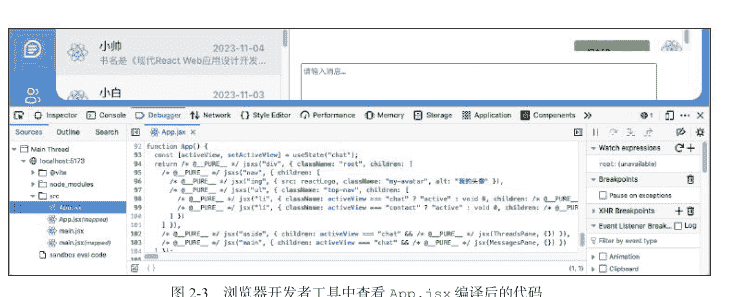 小帅 2023-11-04
书名是《现代React Web应用设计开发...
小白 2023-11-03
请输入消息...
Inspector Console Debugger Network {} Style Editor Performance Memory Storage Application Components
Sources Outline Search App.jsx
Main Thread
localhost:5173
@vite
node_modules
src
App.jsx
App.jsx[mapped]
main.jsx
main.jsx[mapped]
sandbox eval code
92 function App() {
93 const [activeView, setActiveView] = useState("chat");
94 return /* @__PURE__ */ jsxs("div", { className: "root", children: [
95 /* @__PURE__ */ jsxs("nav", { children: [
96 /* @__PURE__ */ jsx("img", { src: reactLogo, className: "my-avatar", alt: "我的头像" }),
97 /* @__PURE__ */ jsxs("ul", { className: "top-nav", children: [
98 /* @__PURE__ */ jsx("li", { className: activeView === "chat" ? "active" : void 0, children: /* @__
99 /* @__PURE__ */ jsx("li", { className: activeView === "contact" ? "active" : void 0, children: /* @__PUR
100 ] })
101 ] }),
102 /* @__PURE__ */ jsx("aside", { children: activeView === "chat" && /* @__PURE__ */ jsx(ThreadsPane, {}) }),
103 /* @__PURE__ */ jsx("main", { children: activeView === "chat" && /* @__PURE__ */ jsx(MessagesPane, {}) })
{ } (1, 1)
Watch expressions
root: (unavailable)
Breakpoints
Pause on exceptions
XHR Breakpoints
Event Listener Break... Log
Filter by event type
Animation
Clipboard
图 2-3 浏览器开发者工具中查看 App.jsx 编译后的代码